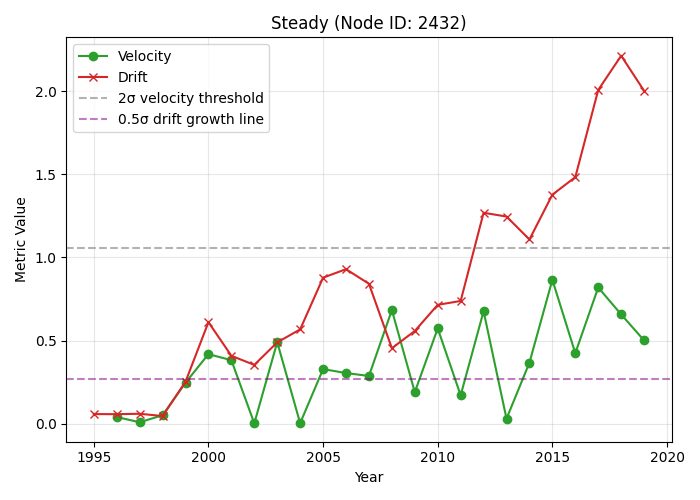 Steady (Node ID: 2432)
Velocity
Drift
2σ velocity threshold
0.5σ drift growth line
Metric Value
2.0
1.5
1.0
0.5
0.0
1995 2000 2005 2010 2015 2020
Year